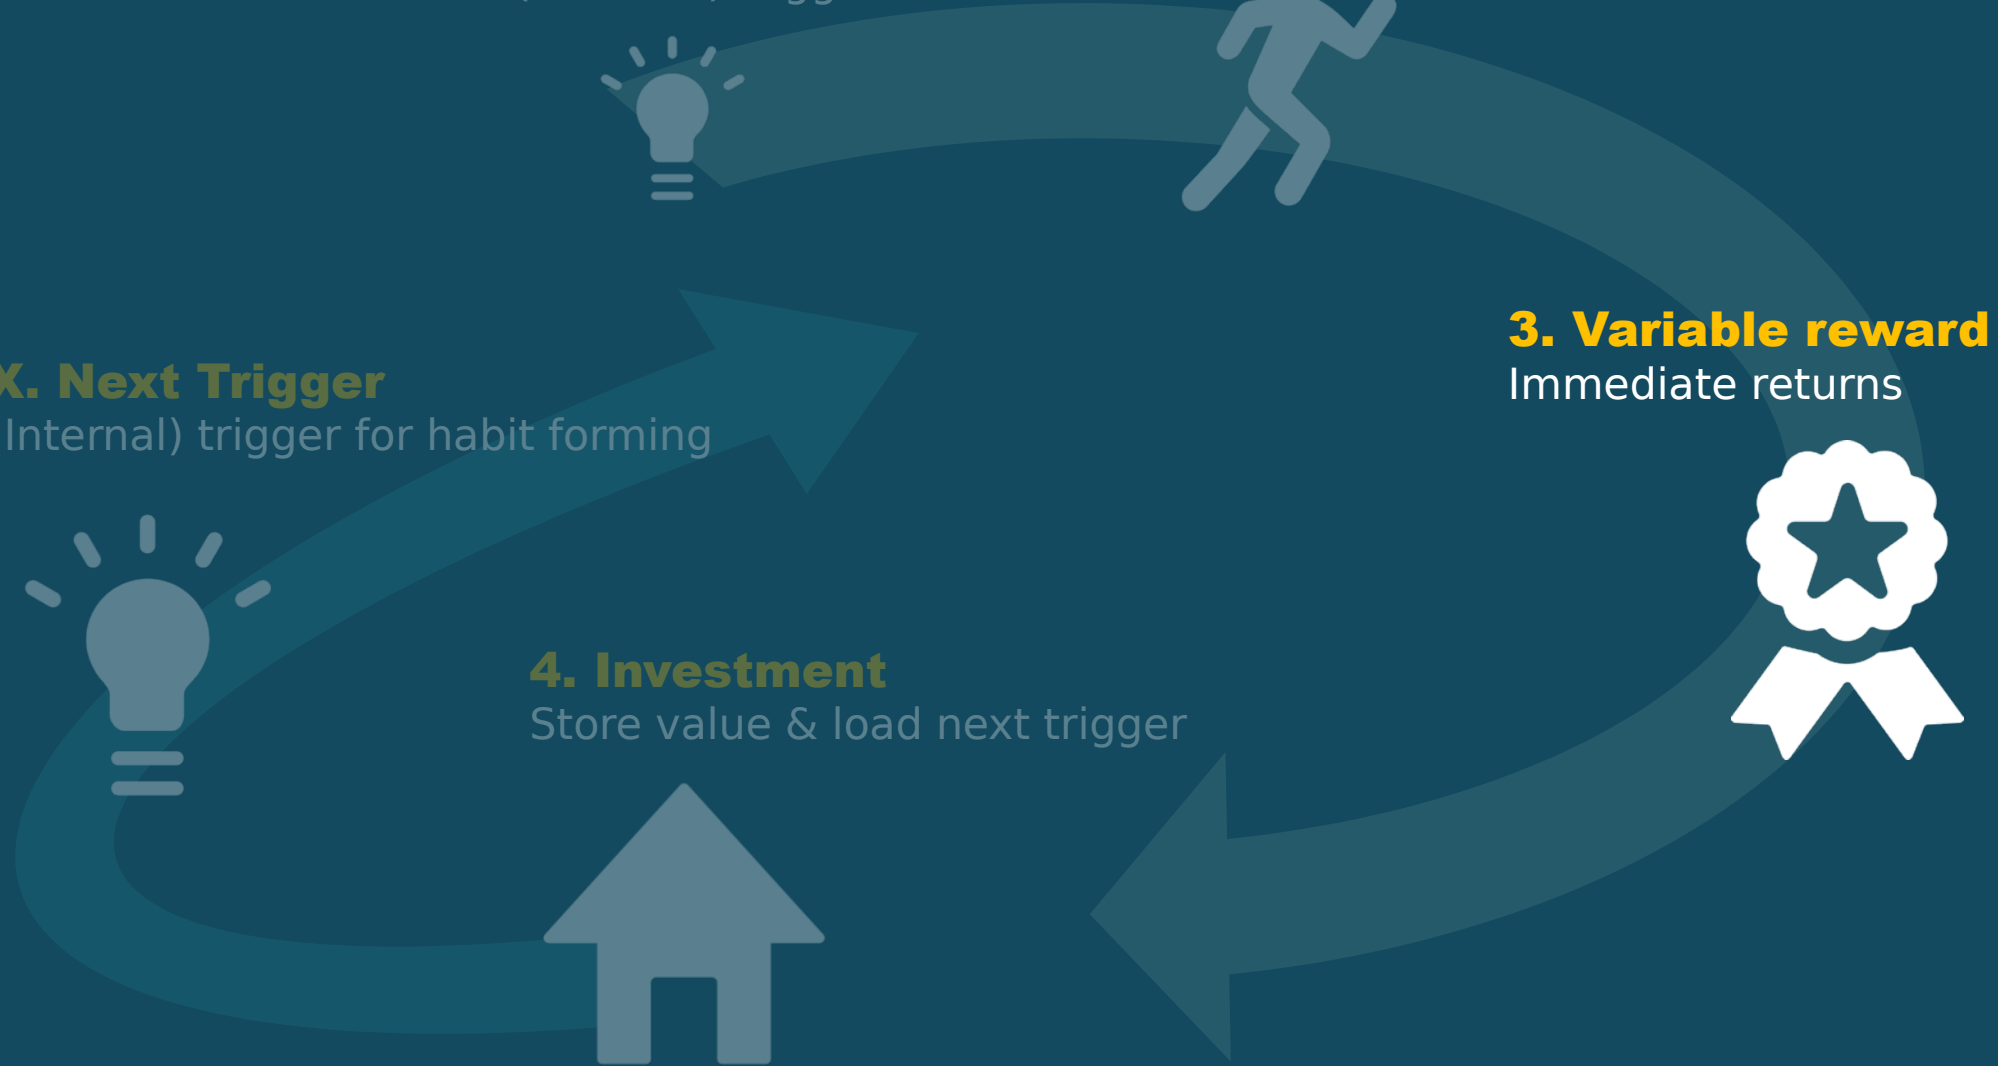 3. Variable reward
Immediate returns
X. Next Trigger
Internal) trigger for habit forming
4. Investment
Store value & load next trigger